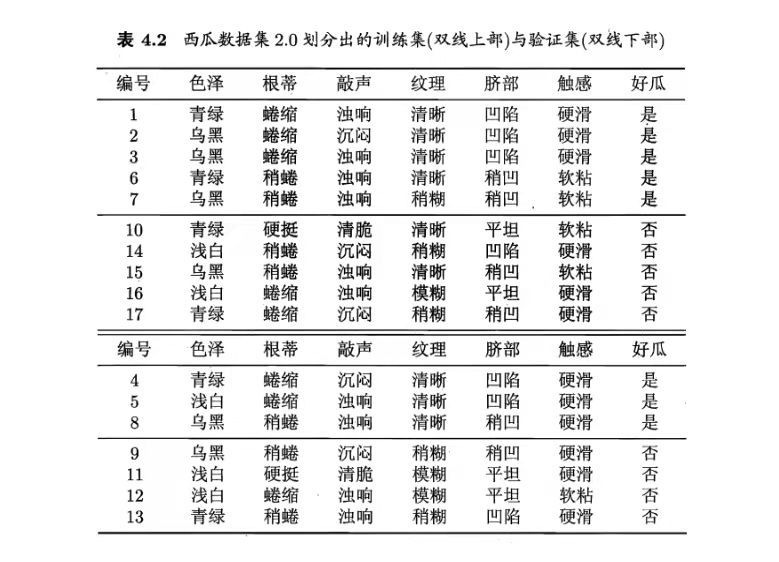 表 4.2 西瓜数据集 2.0 划分出的训练集(双线上部)与验证集(双线下部)
编号 色泽 根蒂 敲声 纹理 脐部 触感 好瓜
1 青绿 蜷缩 浊响 清晰 凹陷 硬滑 是
2 乌黑 蜷缩 沉闷 清晰 凹陷 硬滑 是
3 乌黑 蜷缩 浊响 清晰 凹陷 硬滑 是
6 青绿 稍蜷 浊响 清晰 稍凹 软粘 是
7 乌黑 稍蜷 浊响 稍糊 稍凹 软粘 是
10 青绿 硬挺 清脆 清晰 平坦 软粘 否
14 浅白 稍蜷 沉闷 稍糊 凹陷 硬滑 否
15 乌黑 稍蜷 浊响 清晰 稍凹 软粘 否
16 浅白 蜷缩 浊响 模糊 平坦 硬滑 否
17 青绿 蜷缩 沉闷 稍糊 稍凹 硬滑 否
编号 色泽 根蒂 敲声 纹理 脐部 触感 好瓜
4 青绿 蜷缩 沉闷 清晰 凹陷 硬滑 是
5 浅白 蜷缩 浊响 清晰 凹陷 硬滑 是
8 乌黑 稍蜷 浊响 清晰 稍凹 硬滑 是
9 乌黑 稍蜷 沉闷 稍糊 稍凹 硬滑 否
11 浅白 硬挺 清脆 模糊 平坦 硬滑 否
12 浅白 蜷缩 浊响 模糊 平坦 软粘 否
13 青绿 稍蜷 浊响 稍糊 凹陷 硬滑 否